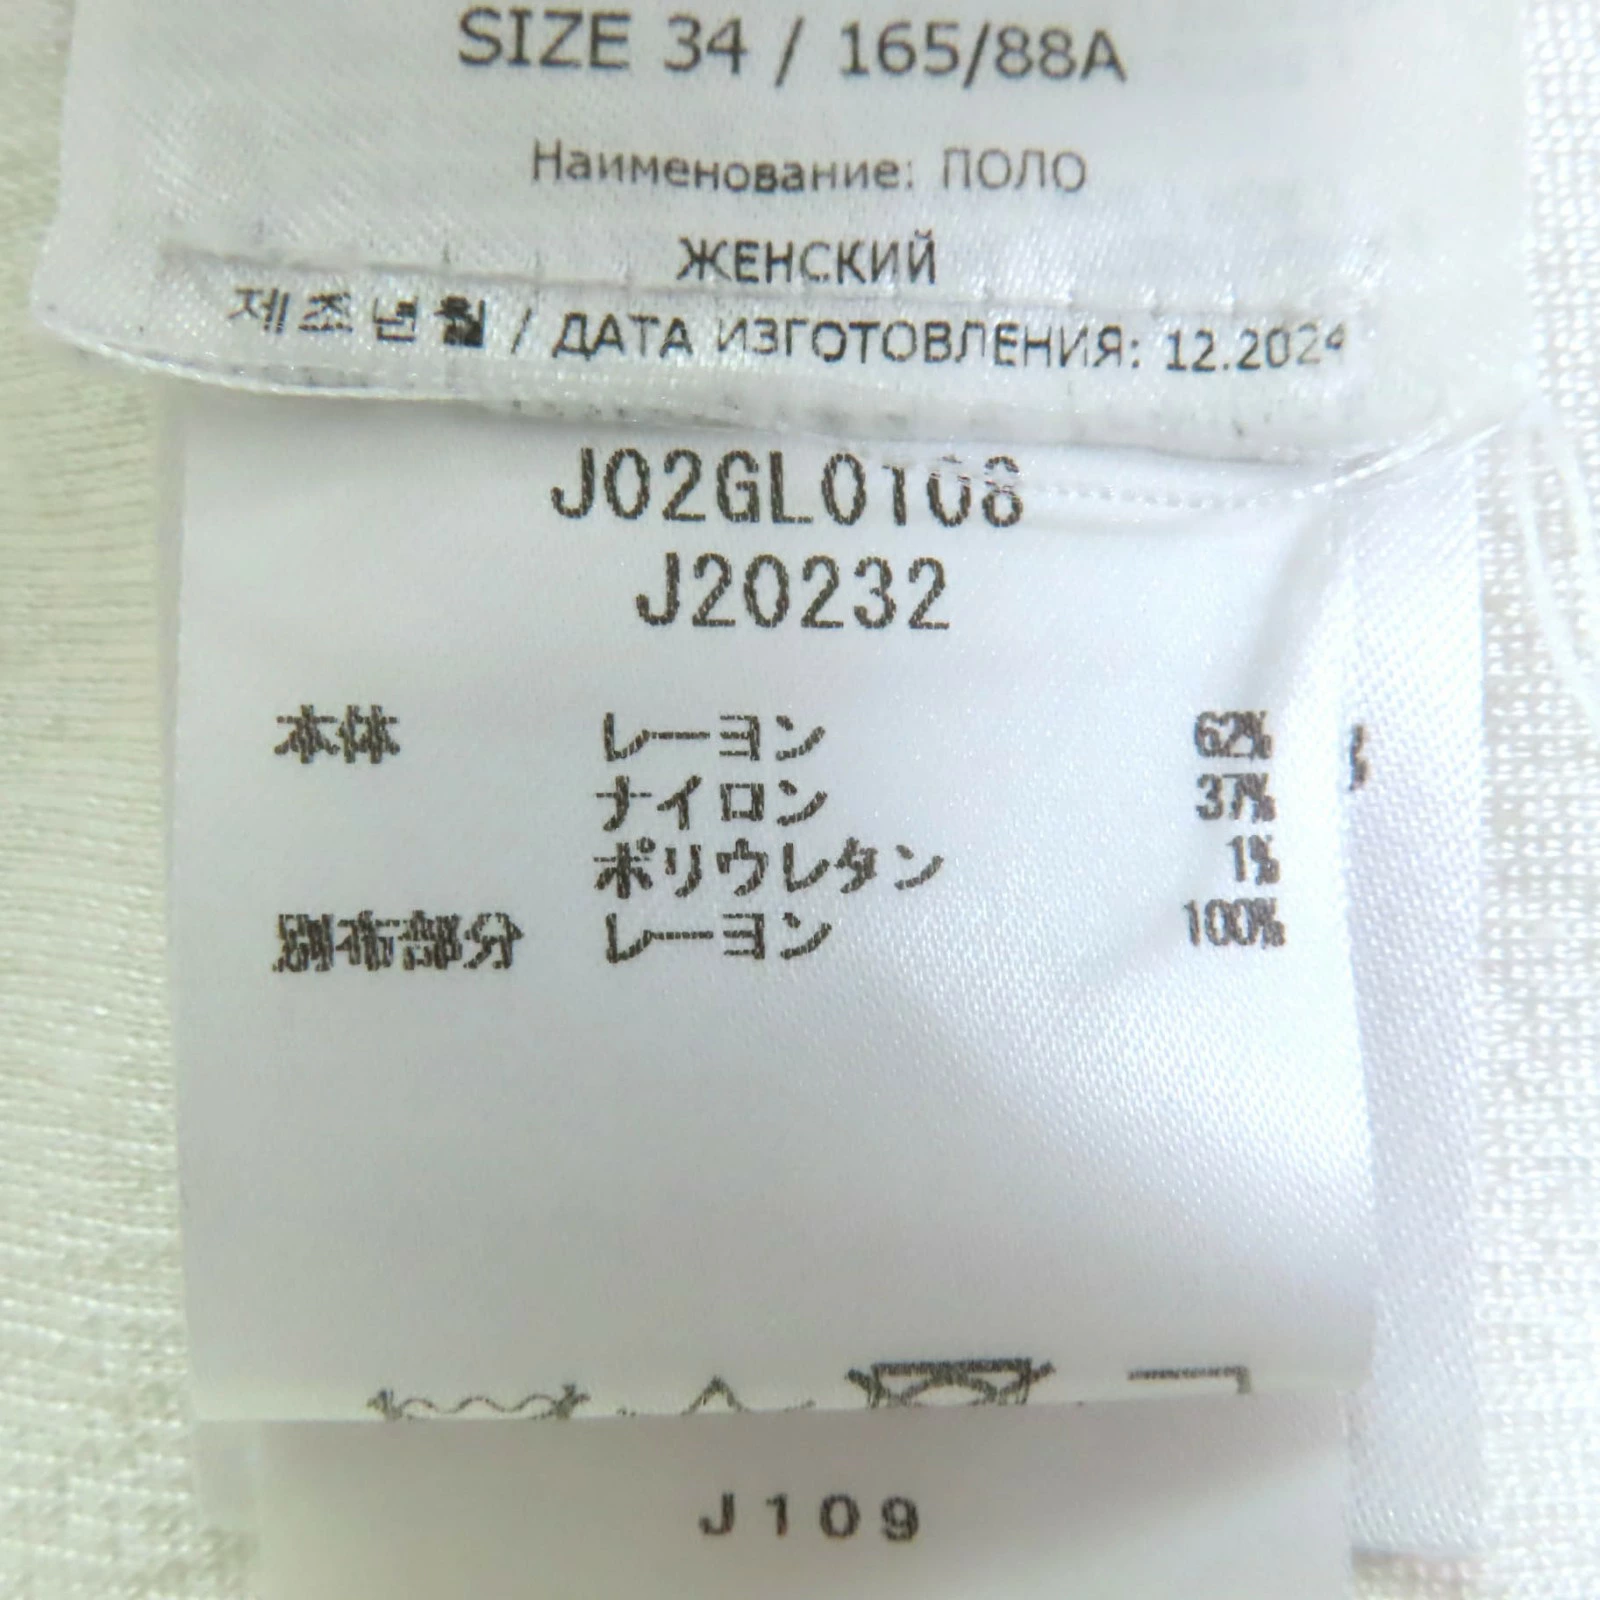 SIZE 34 / 165/88A
Наименование: ПОЛО
ЖЕНСКИЙ
제조년월 / ДАТА ИЗГОТОВЛЕНИЯ: 12.2024
J02GL0108
J20232
本体 レーヨン 62%
ナイロン 37%
ポリウレタン 1%
別布部分 レーヨン 100%
J109